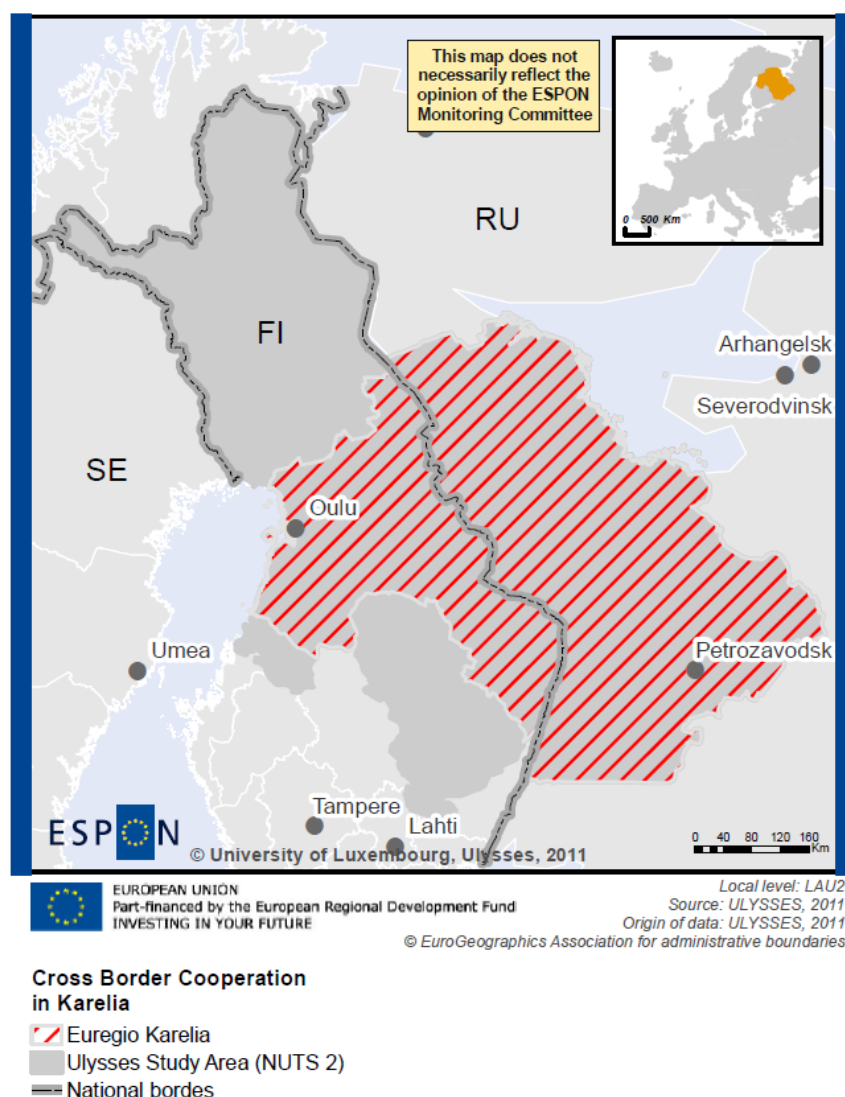 This map does not
necessarily reflect the
opinion of the ESPON
Monitoring Committee
0 500 Km
RU
FI
SE
Arhangelsk
Severodvinsk
Oulu
Umea
Petrozavodsk
Tampere
Lahti
ESPON
© University of Luxembourg, Ulysses, 2011
0 40 80 120 160
Km
EUROPEAN UNION
Part-financed by the European Regional Development Fund
INVESTING IN YOUR FUTURE
Local level: LAU2
Source: ULYSSES, 2011
Origin of data: ULYSSES, 2011
© EuroGeographics Association for administrative boundaries
Cross Border Cooperation
in Karelia
Euregio Karelia
Ulysses Study Area (NUTS 2)
National bordes